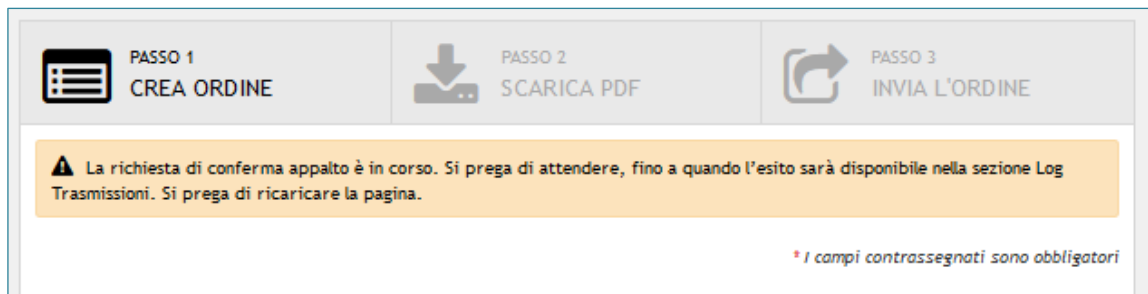 PASSO 1
CREA ORDINE
PASSO 2
SCARICA PDF
PASSO 3
INVIA L'ORDINE
La richiesta di conferma appalto è in corso. Si prega di attendere, fino a quando l’esito sarà disponibile nella sezione Log
Trasmissioni. Si prega di ricaricare la pagina.
* I campi contrassegnati sono obbligatori